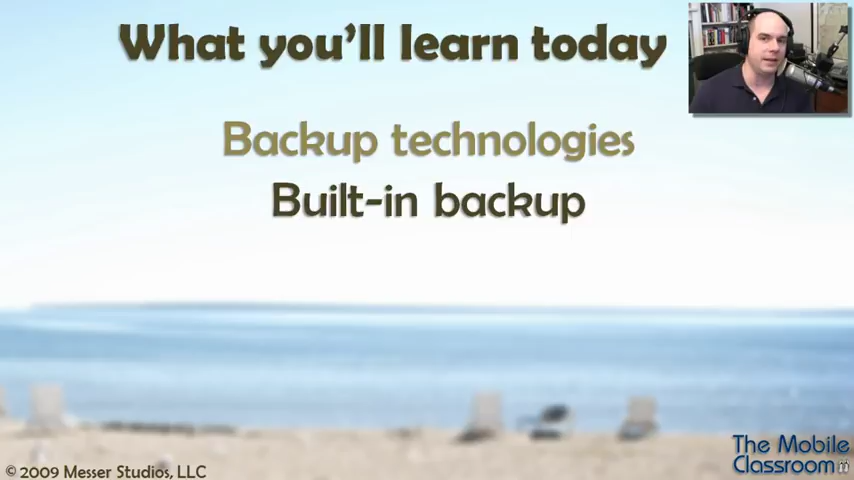 What you'll learn today
Backup technologies
Built-in backup
The Mobile
Classroom
© 2009 Messer Studios, LLC